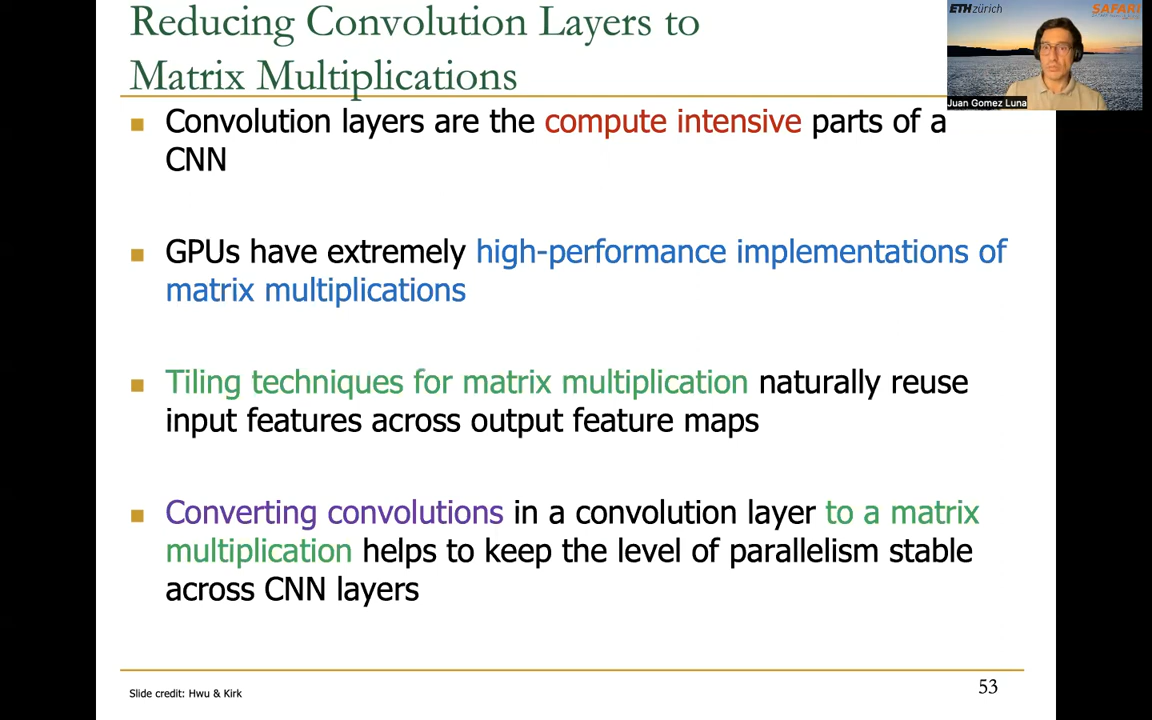 Reducing Convolution Layers to
Matrix Multiplications
ETH zürich
SAFARI
Juan Gomez Luna
Convolution layers are the compute intensive parts of a
CNN
GPUs have extremely high-performance implementations of
matrix multiplications
Tiling techniques for matrix multiplication naturally reuse
input features across output feature maps
Converting convolutions in a convolution layer to a matrix
multiplication helps to keep the level of parallelism stable
across CNN layers
Slide credit: Hwu & Kirk
53